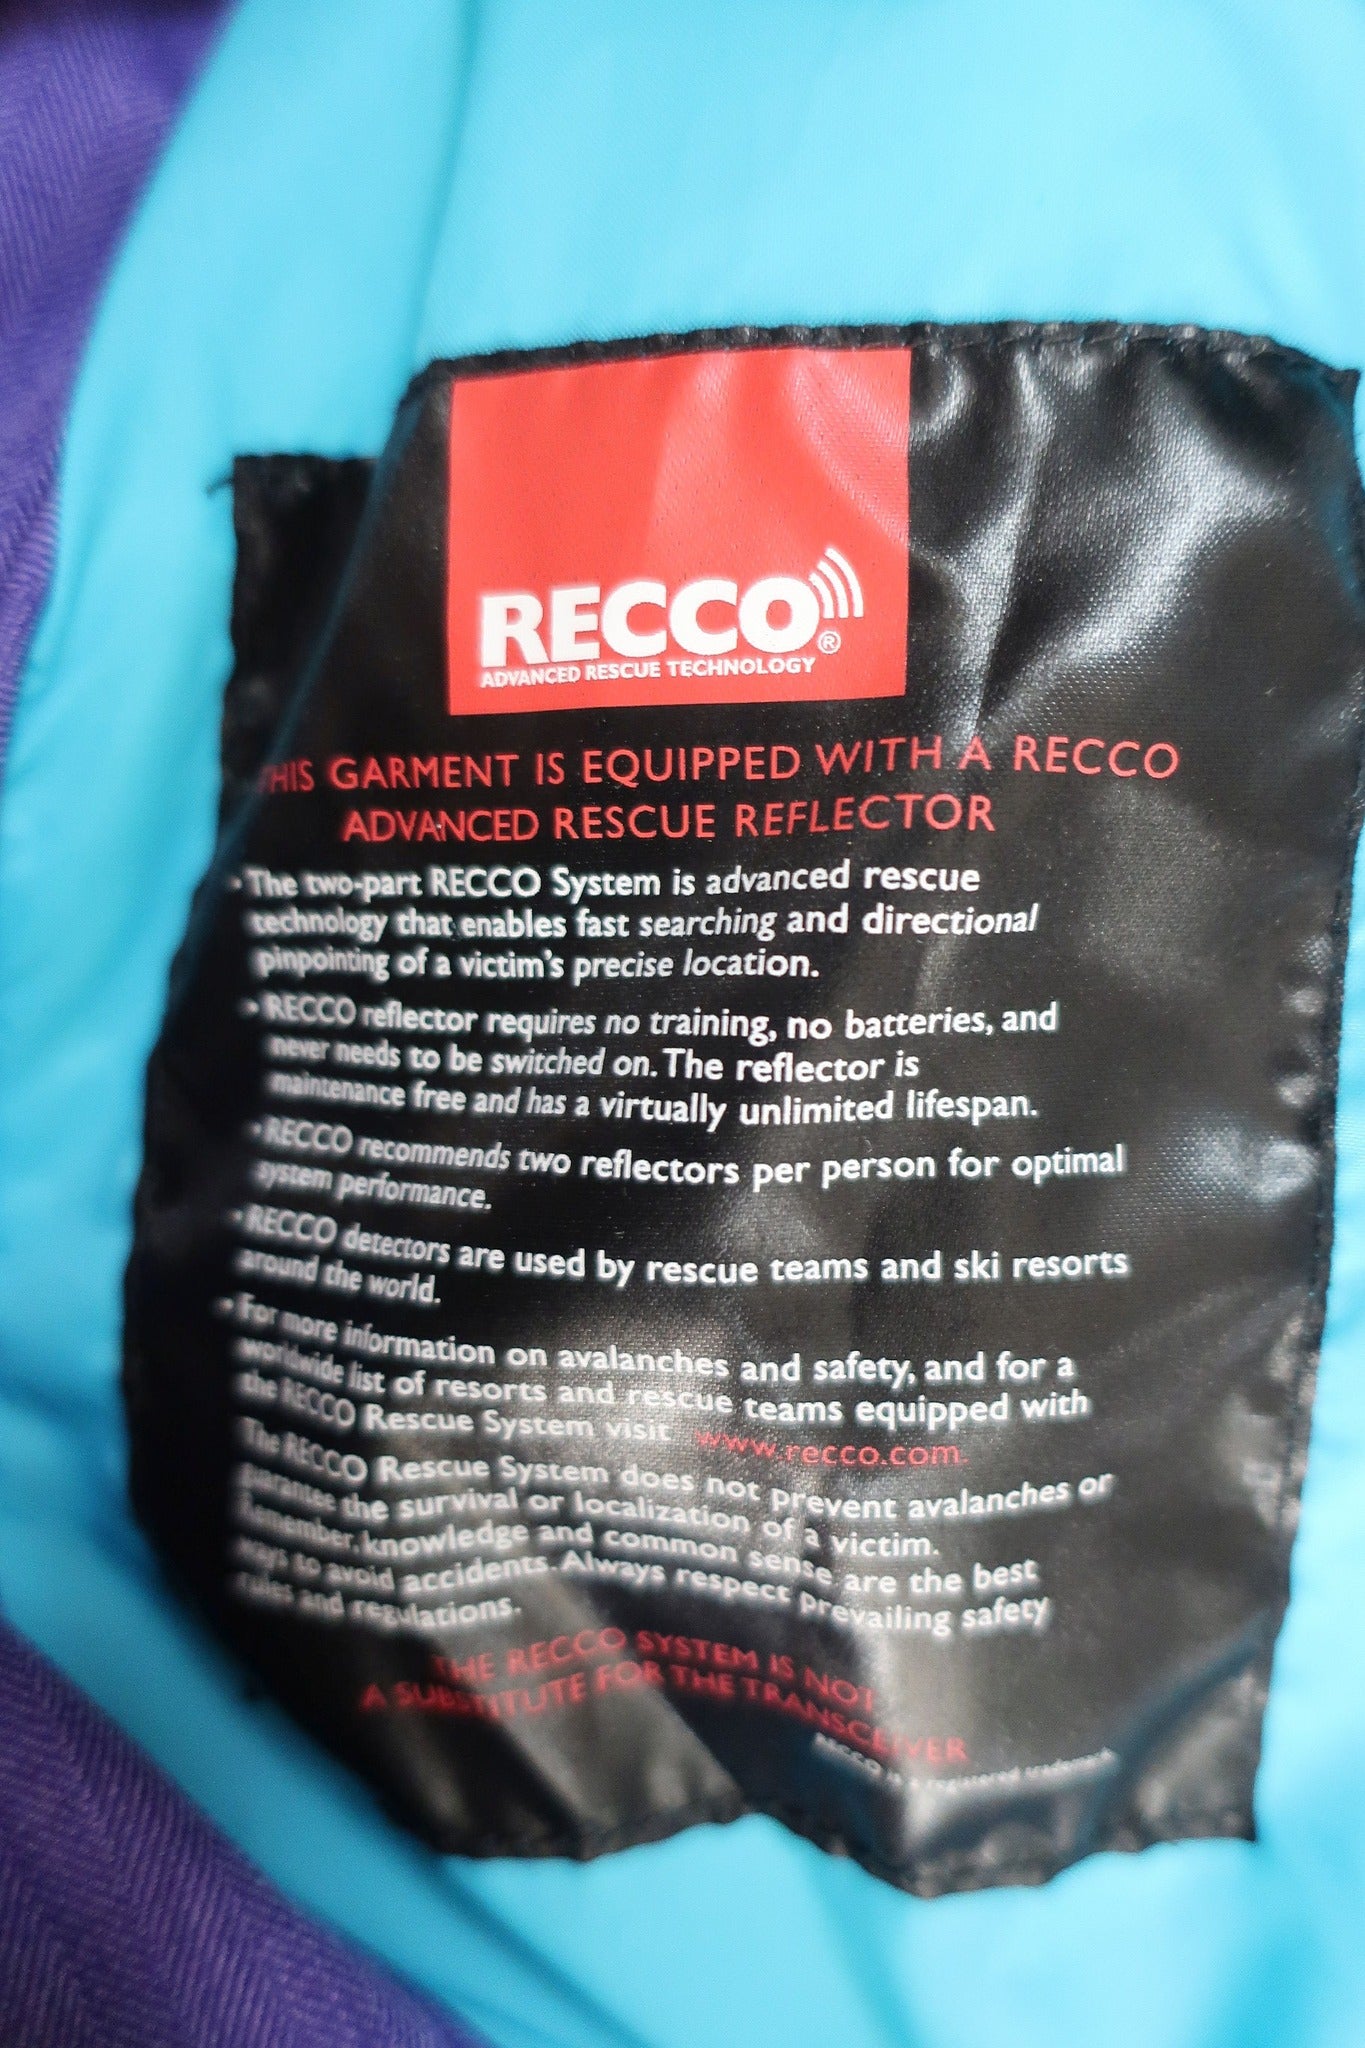 RECCO®
ADVANCED RESCUE TECHNOLOGY
THIS GARMENT IS EQUIPPED WITH A RECCO
ADVANCED RESCUE REFLECTOR
• The two-part RECCO System is advanced rescue
technology that enables fast searching and directional
pinpointing of a victim's precise location.
• RECCO reflector requires no training, no batteries, and
never needs to be switched on. The reflector is
maintenance free and has a virtually unlimited lifespan.
• RECCO recommends two reflectors per person for optimal
system performance.
• RECCO detectors are used by rescue teams and ski resorts
around the world.
• For more information on avalanches and safety, and for a
worldwide list of resorts and rescue teams equipped with
the RECCO Rescue System visit www.recco.com.
The RECCO Rescue System does not prevent avalanches or
garantee the survival or localization of a victim.
Remember, knowledge and common sense are the best
ways to avoid accidents. Always respect prevailing safety
rules and regulations.
THE RECCO SYSTEM IS NOT
A SUBSTITUTE FOR THE TRANSCEIVER
RECCO is a registered trademark